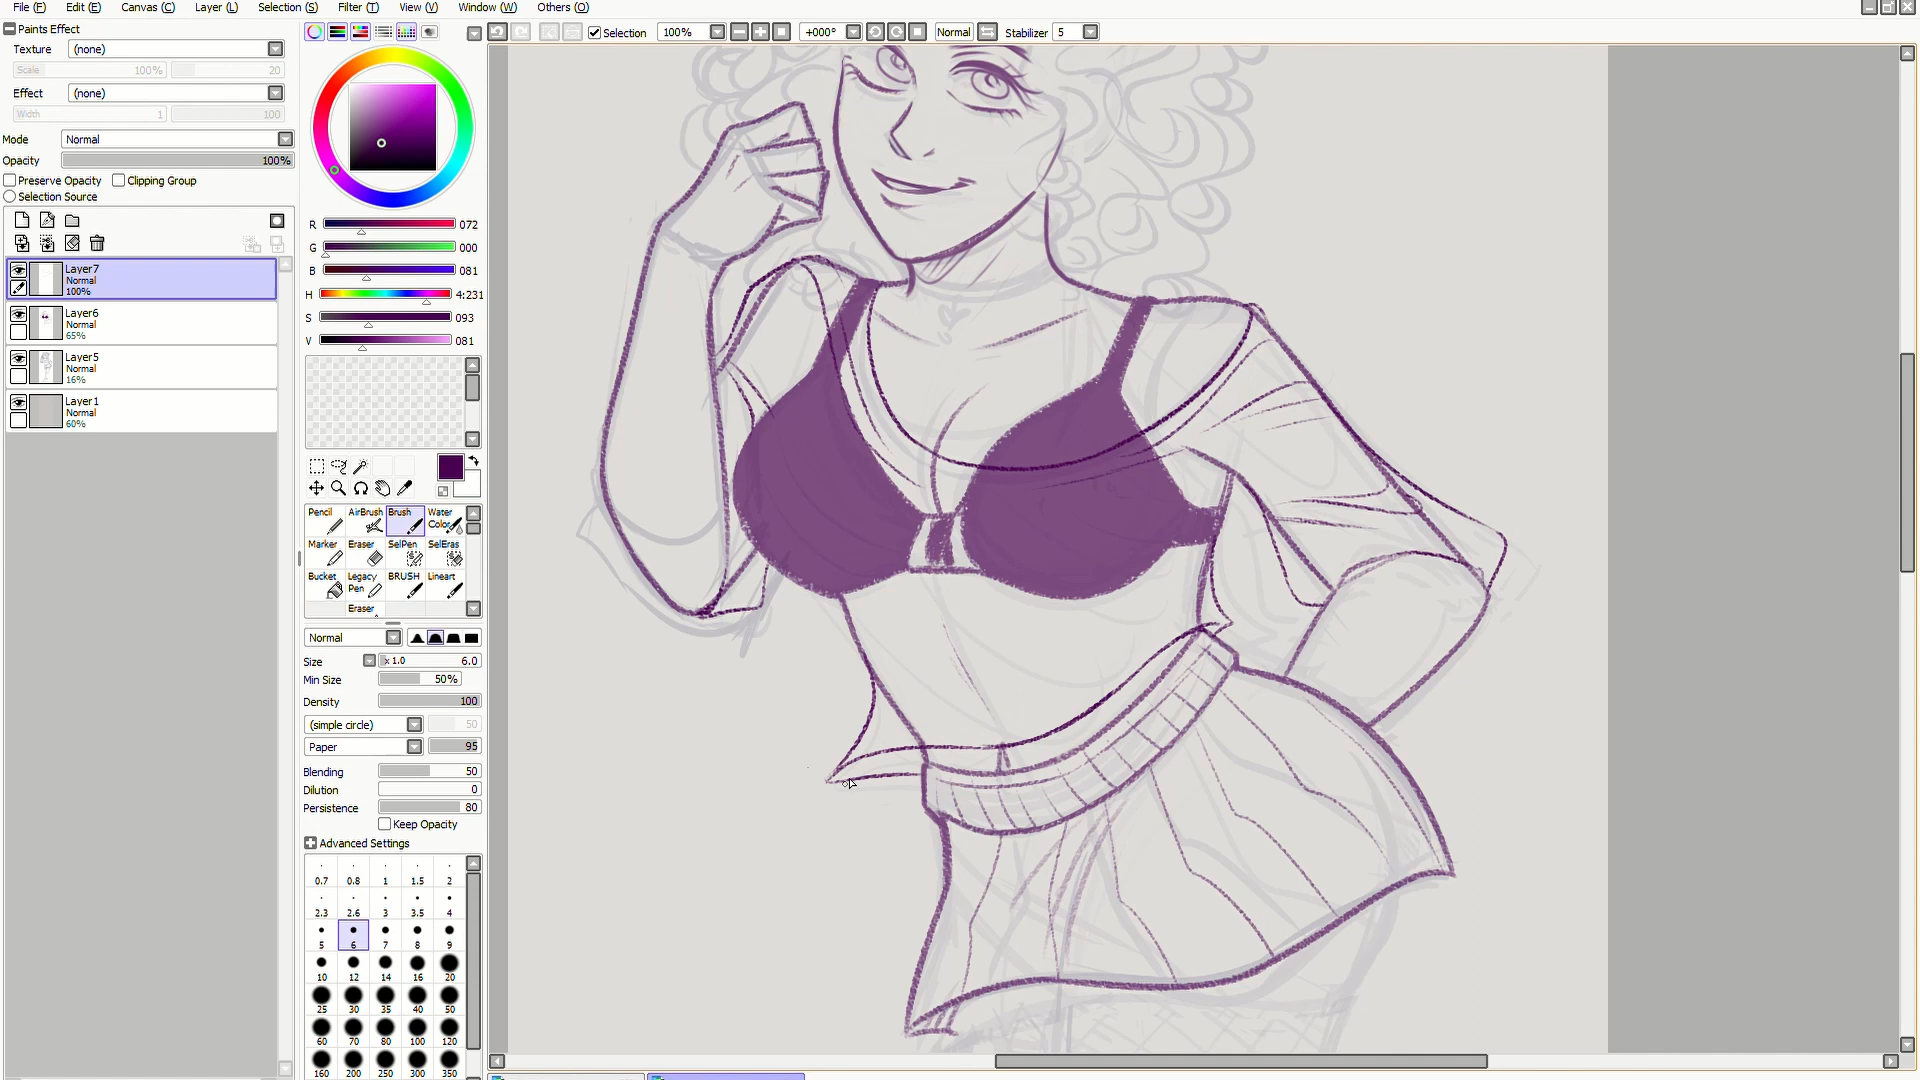 File (F) Edit (E) Canvas (C) Layer (L) Selection (S) Filter (T) View (V) Window (W) Others (O)
Selection 100% +000° Normal Stabilizer 5
Paints Effect
Texture (none)
Scale 100% 20
Effect (none)
Width 1 100
Mode Normal
Opacity 100%
Preserve Opacity Clipping Group
Selection Source
Layer7
Normal
100%
Layer6
Normal
65%
Layer5
Normal
16%
Layer1
Normal
60%
R 072
G 000
B 081
H 4:231
S 093
V 081
Pencil AirBrush Brush Water Color
Marker Eraser SelPen SelEras
Bucket Legacy Pen BRUSH Lineart
Eraser
Normal
Size x 1.0 6.0
Min Size 50%
Density 100
(simple circle) 50
Paper 95
Blending 50
Dilution 0
Persistence 80
Keep Opacity
Advanced Settings
0.7 0.8 1 1.5 2
2.3 2.6 3 3.5 4
5 6 7 8 9
10 12 14 16 20
25 30 35 40 50
60 70 80 100 120
160 200 250 300 350